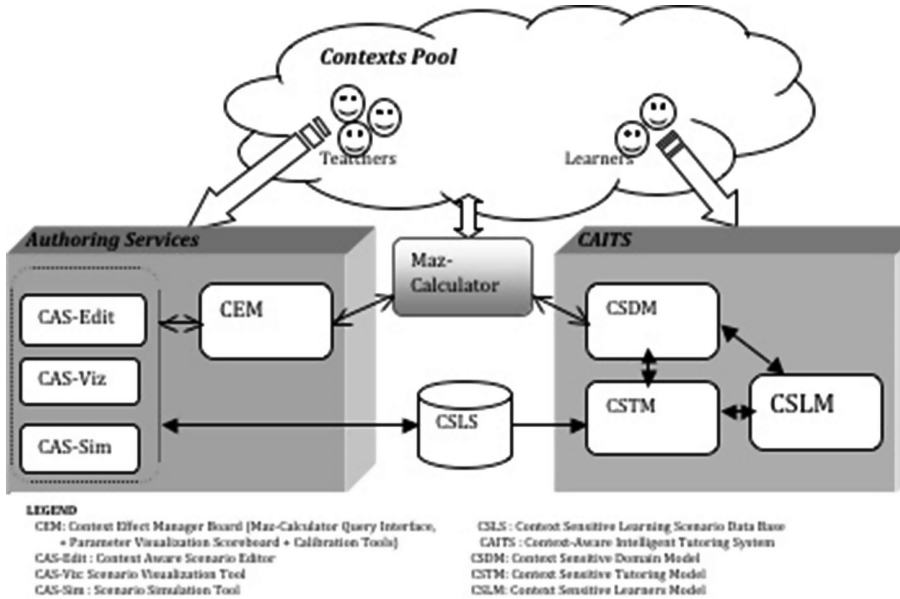 Contexts Pool
Teatchers
Learners
Authoring Services
CAITS
Maz-
Calculator
CAS-Edit
CEM
CSDM
CAS-Viz
CSTM
CSLM
CSLS
CAS-Sim
LEGEND
CEM: Context Effect Manager Board (Maz-Calculator Query Interface,
+ Parameter Visualization Scoreboard + Calibration Tools)
CAS-Edit : Context Aware Scenario Editor
CAS-Viz: Scenario Visualization Tool
CAS-Sim : Scenario Simulation Tool
CSLS : Context Sensitive Learning Scenario Data Base
CAITS : Context-Aware Intelligent Tutoring System
CSDM: Context Sensitive Domain Model
CSTM: Context Sensitive Tutoring Model
CSLM: Context Sensitive Learners Model